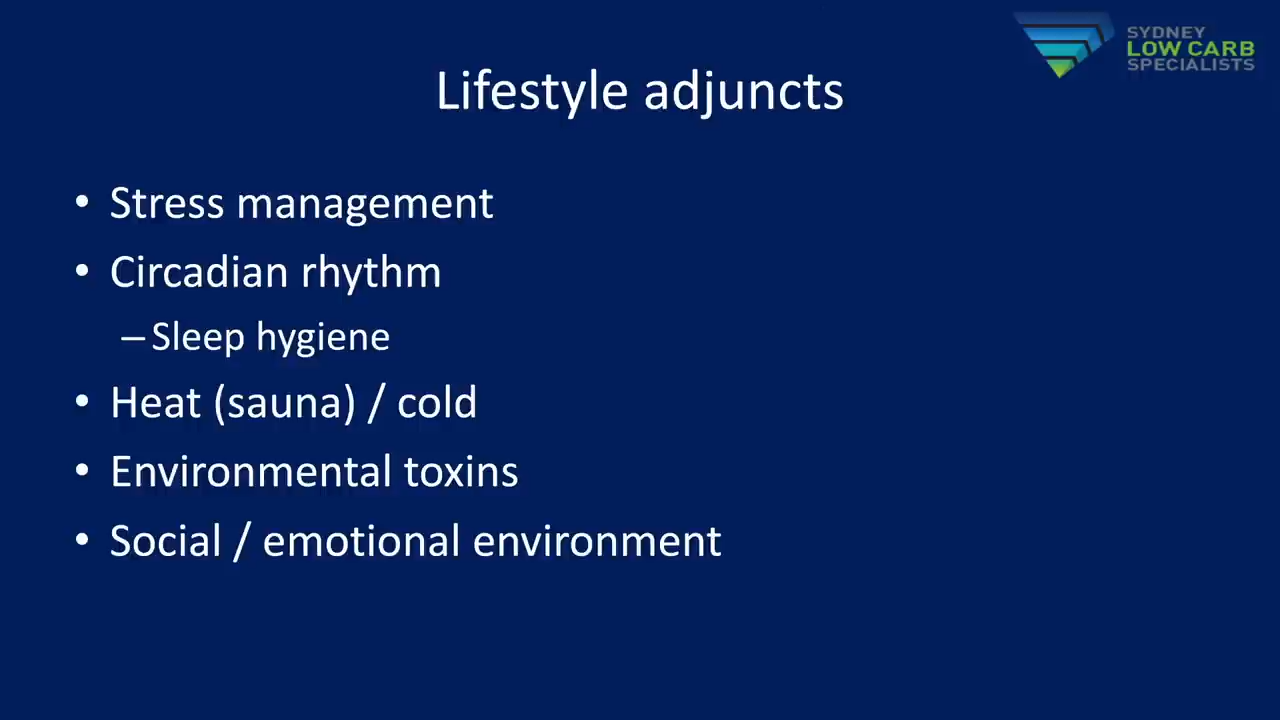 SYDNEY
LOW CARB
SPECIALISTS
Lifestyle adjuncts
• Stress management
• Circadian rhythm
– Sleep hygiene
• Heat (sauna) / cold
• Environmental toxins
• Social / emotional environment